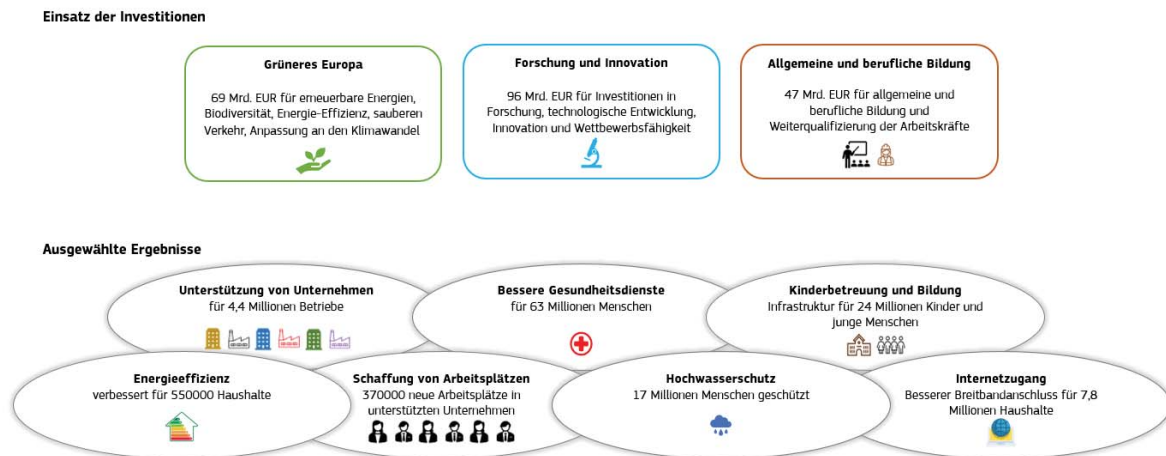 Einsatz der Investitionen
Grüneres Europa
69 Mrd. EUR für erneuerbare Energien,
Biodiversität, Energie-Effizienz, sauberen
Verkehr, Anpassung an den Klimawandel
Forschung und Innovation
96 Mrd. EUR für Investitionen in
Forschung, technologische Entwicklung,
Innovation und Wettbewerbsfähigkeit
Allgemeine und berufliche Bildung
47 Mrd. EUR für allgemeine und
berufliche Bildung und
Weiterqualifizierung der Arbeitskräfte
Ausgewählte Ergebnisse
Unterstützung von Unternehmen
für 4,4 Millionen Betriebe
Bessere Gesundheitsdienste
für 63 Millionen Menschen
Kinderbetreuung und Bildung
Infrastruktur für 24 Millionen Kinder und
junge Menschen
Energieeffizienz
verbessert für 550000 Haushalte
Schaffung von Arbeitsplätzen
370000 neue Arbeitsplätze in
unterstützten Unternehmen
Hochwasserschutz
17 Millionen Menschen geschützt
Internetzugang
Besserer Breitbandanschluss für 7,8
Millionen Haushalte